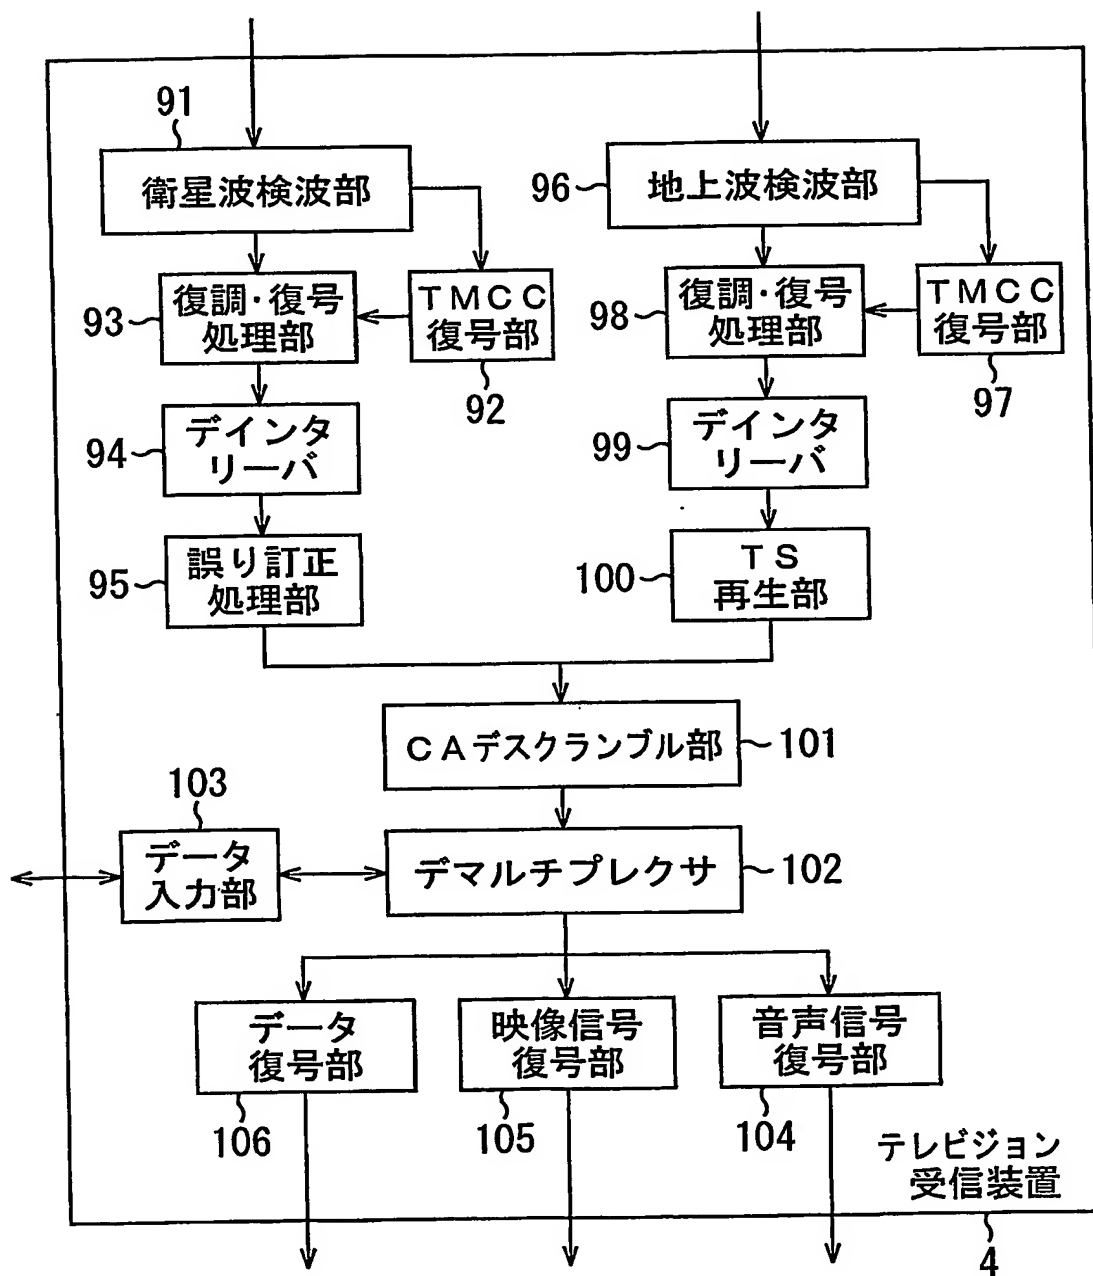 91
衛星波検波部
96
地上波検波部
93
復調・復号
処理部
TMCC
復号部
92
98
復調・復号
処理部
TMCC
復号部
97
94
デインタ
リーバ
99
デインタ
リーバ
95
誤り訂正
処理部
100
TS
再生部
CAデスクランブル部
101
103
データ
入力部
デマルチプレクサ
102
データ
復号部
106
映像信号
復号部
105
音声信号
復号部
104
テレビジョン
受信装置
4